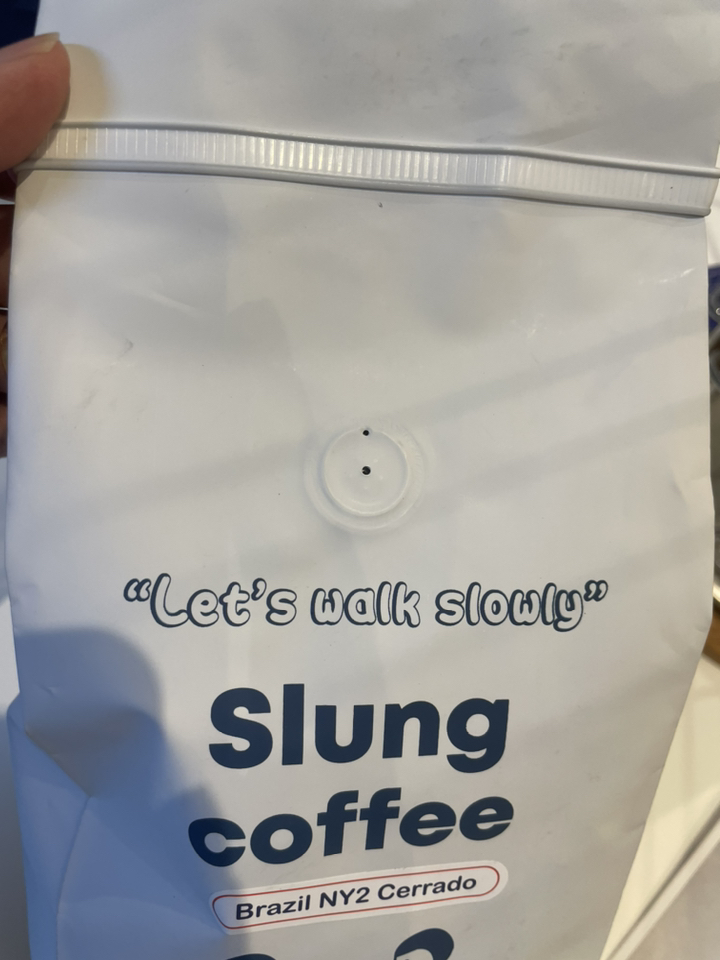 “Let's walk slowly”
Slung
coffee
Brazil NY2 Cerrado